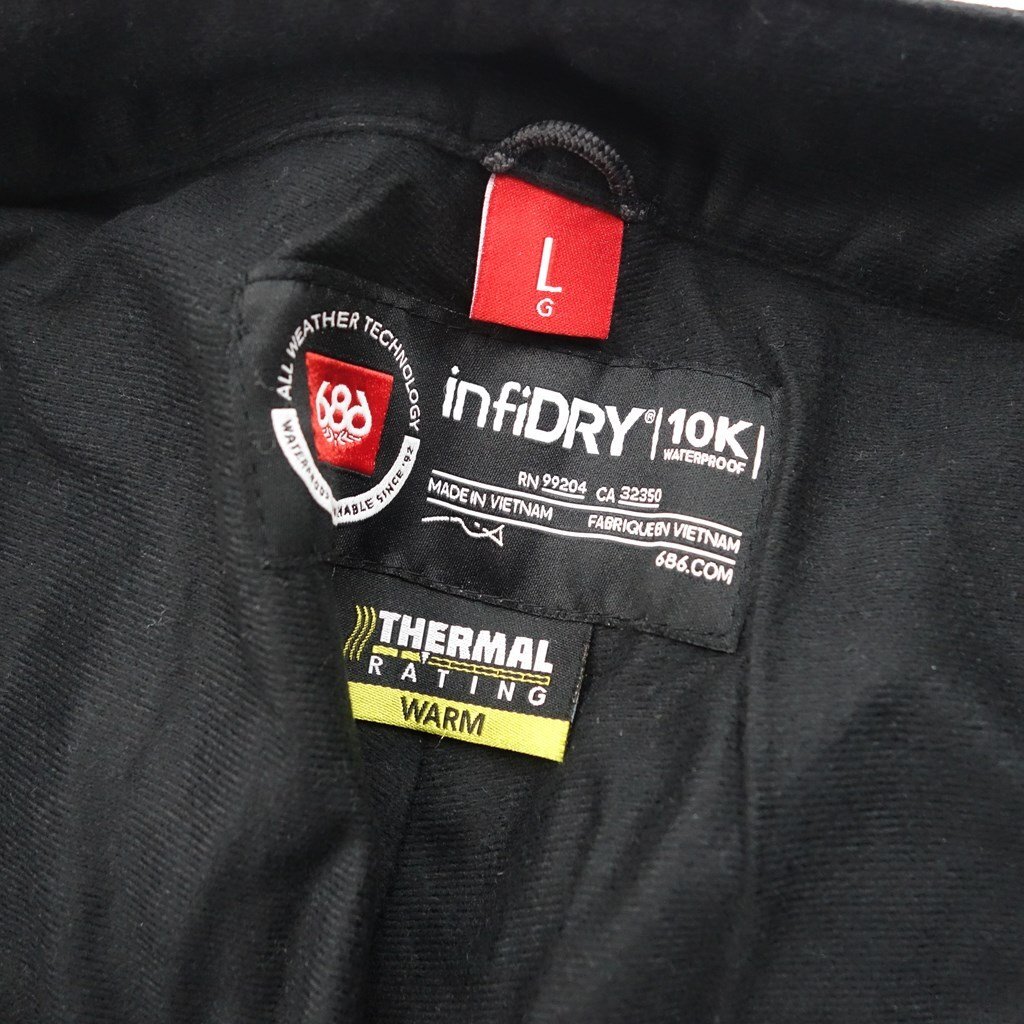 L
G
ALL WEATHER TECHNOLOGY
686
WATERPROOF
SINCE '92
infiDRY® 10K
WATERPROOF
RN 99204 CA 32350
MADE IN VIETNAM FABRIQUE EN VIETNAM
686.COM
THERMAL
RATING
WARM